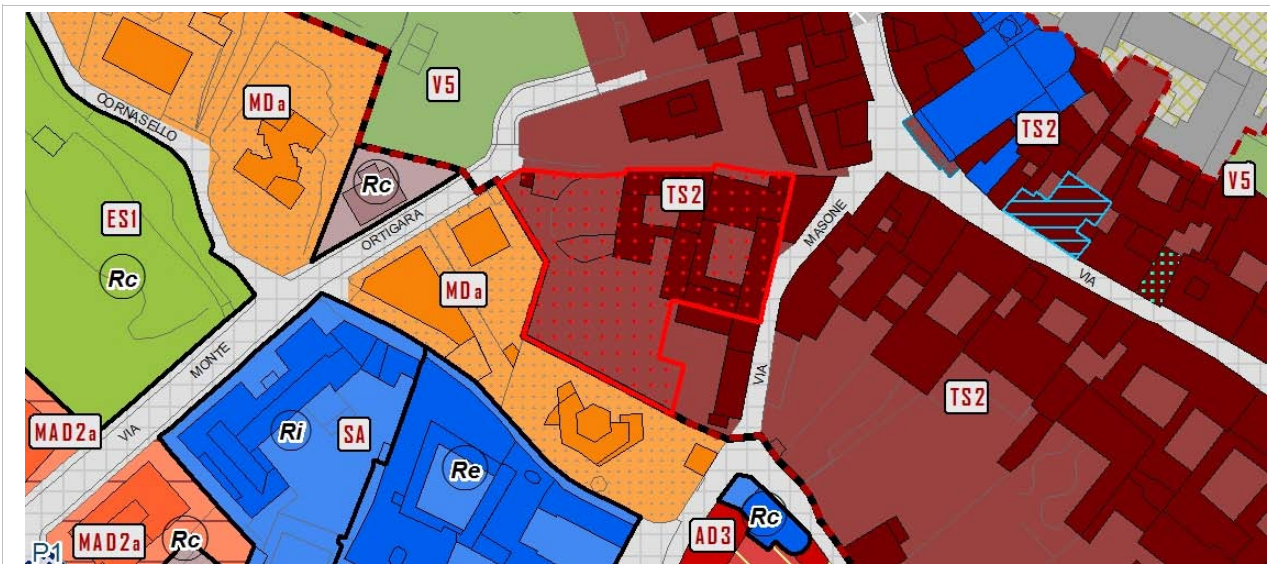 V5
MDa
CORNASELLO
TS2
Rc
TS2
V5
ES1
ORTIGARA
MASONE
Rc
MDa
VIA
MONTE
VIA
TS2
MAD2a
VIA
Ri
SA
Re
MAD2a
Rc
AD3
Rc
P.1